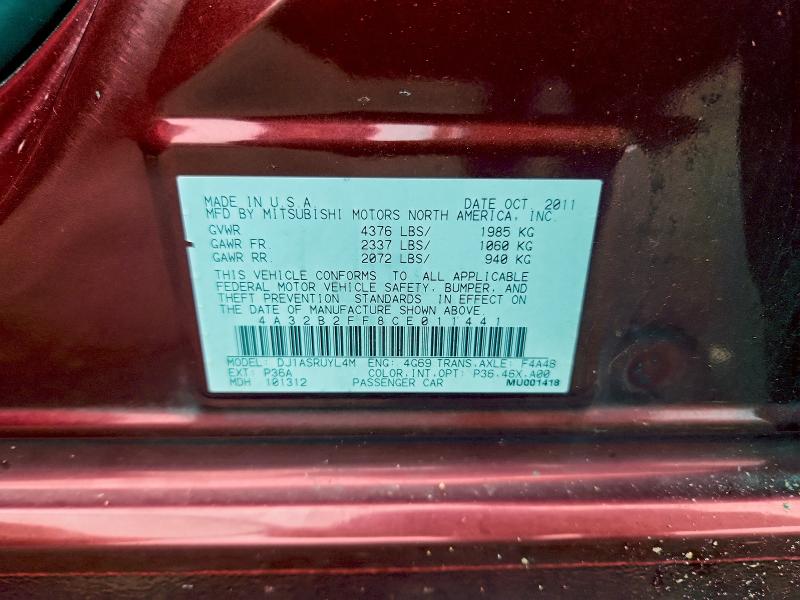 MADE IN U.S.A. DATE OCT. 2011
MFD BY MITSUBISHI MOTORS NORTH AMERICA, INC.
GVWR 4376 LBS/ 1985 KG
GAWR FR. 2337 LBS/ 1060 KG
GAWR RR. 2072 LBS/ 940 KG
THIS VEHICLE CONFORMS TO ALL APPLICABLE
FEDERAL MOTOR VEHICLE SAFETY, BUMPER, AND
THEFT PREVENTION STANDARDS IN EFFECT ON
THE DATE OF MANUFACTURE SHOWN ABOVE.
4A32B2FF8CE011441
MODEL: DJ1ASRUYL4M ENG: 4G69 TRANS.AXLE: F4A4B
EXT: P36A COLOR.INT.OPT: P36.46X.A00
MDH 101312 PASSENGER CAR MU001418